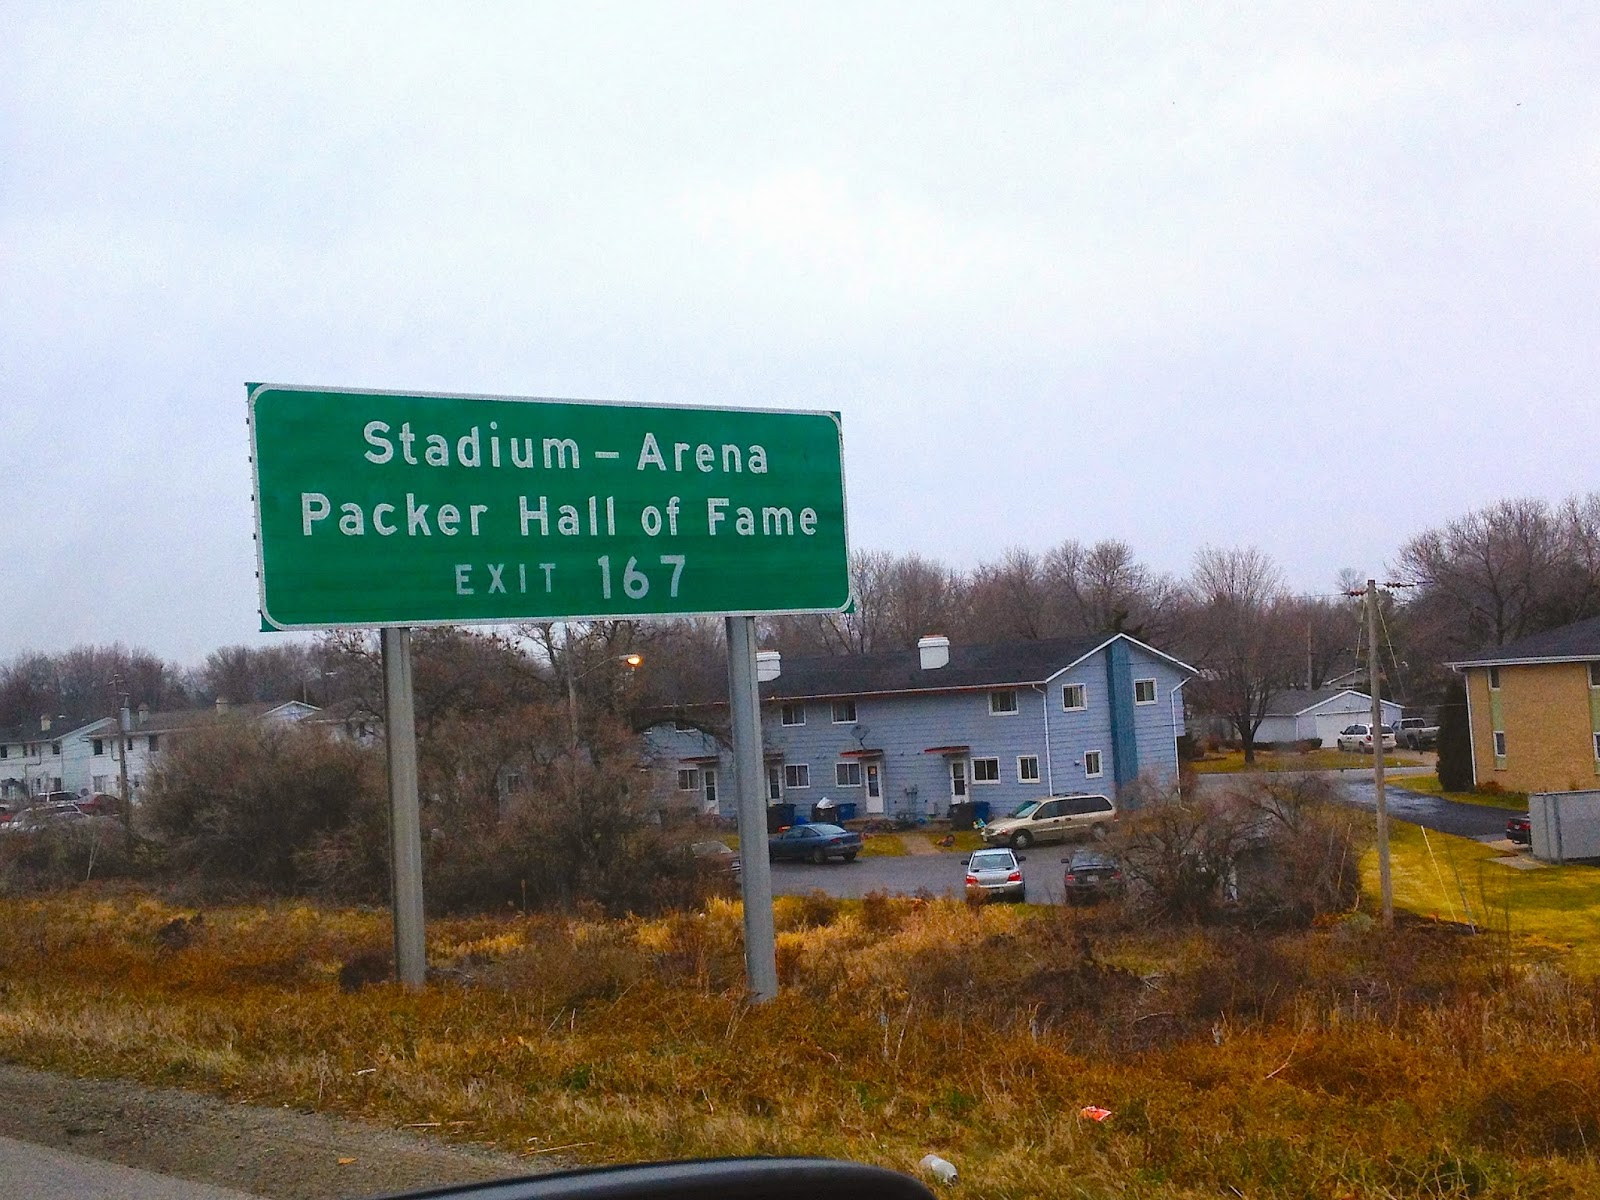 Stadium – Arena
Packer Hall of Fame
EXIT 167